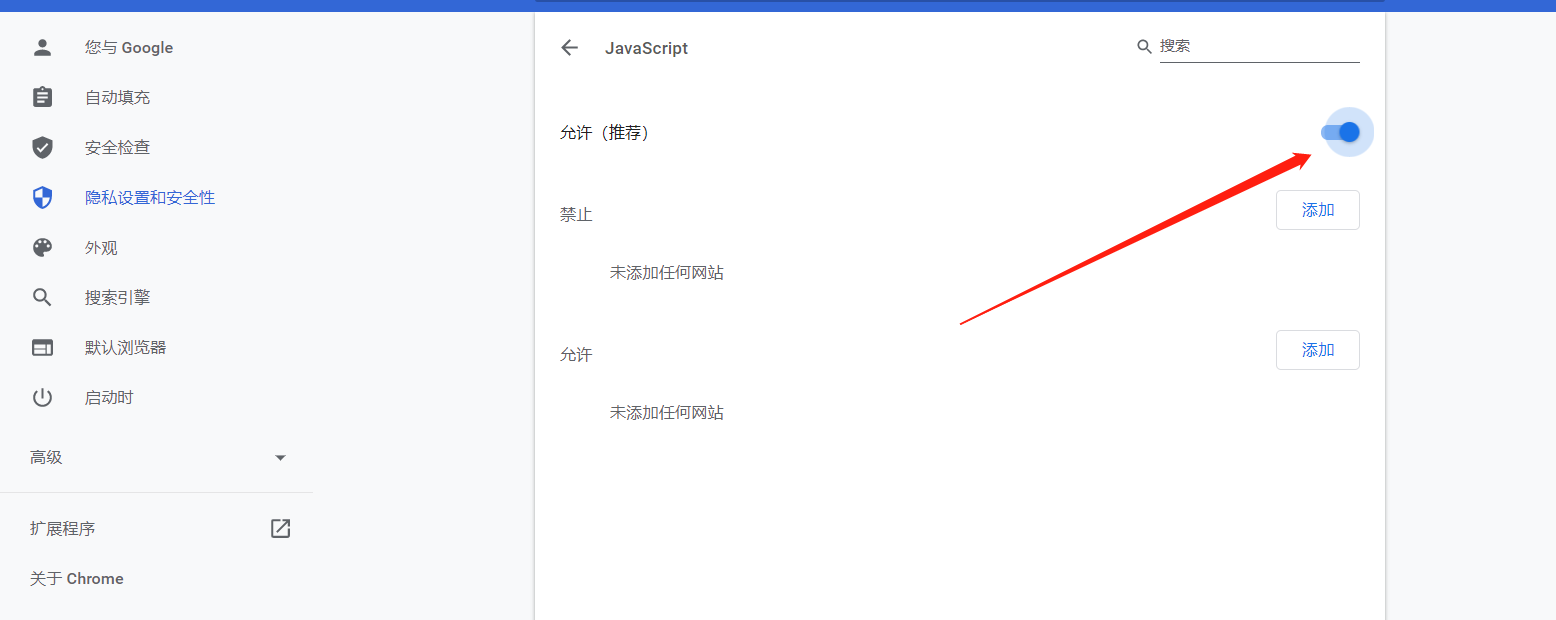 您与 Google
自动填充
安全检查
隐私设置和安全性
外观
搜索引擎
默认浏览器
启动时
高级
扩展程序
关于 Chrome
JavaScript
搜索
允许（推荐）
禁止
添加
未添加任何网站
允许
添加
未添加任何网站